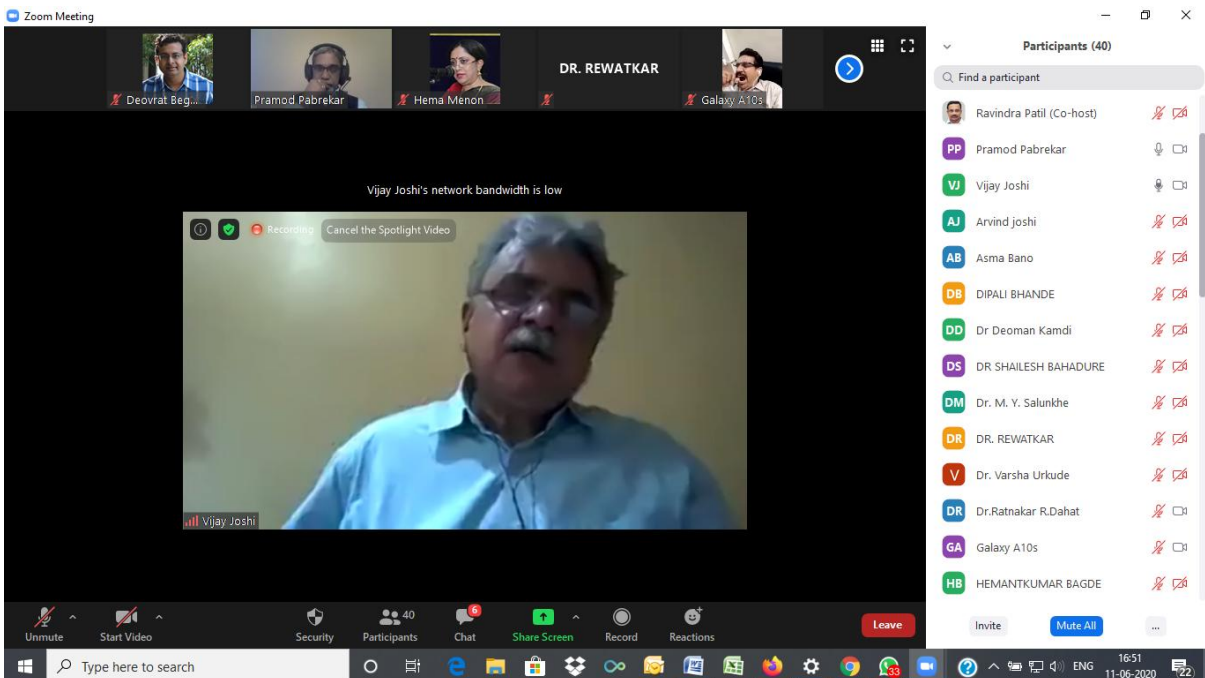 Zoom Meeting
Deovrat Beg...
Pramod Pabrekar
Hema Menon
DR. REWATKAR
Galaxy A10s
Vijay Joshi's network bandwidth is low
Recording
Cancel the Spotlight Video
Vijay Joshi
Participants (40)
Find a participant
Ravindra Patil (Co-host)
PP Pramod Pabrekar
VJ Vijay Joshi
AJ Arvind joshi
AB Asma Bano
DB DIPALI BHANDE
DD Dr Deoman Kamdi
DS DR SHAILESH BAHADURE
DM Dr. M. Y. Salunkhe
DR DR. REWATKAR
V Dr. Varsha Urkude
DR Dr.Ratnakar R.Dahat
GA Galaxy A10s
HB HEMANTKUMAR BAGDE
Invite Mute All ...
40 6
Unmute Start Video Security Participants Chat Share Screen Record Reactions Leave
Type here to search
33
ENG
16:51
11-06-2020
22